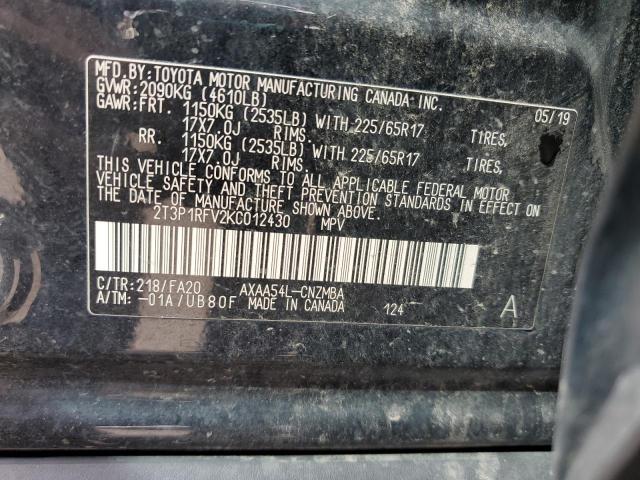 MFD.BY:TOYOTA MOTOR MANUFACTURING CANADA INC.
GVWR:2090KG (4610LB) 05/19
GAWR:FRT. 1150KG (2535LB) WITH 225/65R17 TIRES,
17X7.0J RIMS.
RR. 1150KG (2535LB) WITH 225/65R17 TIRES,
17X7.0J RIMS.
THIS VEHICLE CONFORMS TO ALL APPLICABLE FEDERAL MOTOR
VEHICLE SAFETY AND THEFT PREVENTION STANDARDS IN EFFECT ON
THE DATE OF MANUFACTURE SHOWN ABOVE.
2T3P1RFV2KC012430 MPV
C/TR:218/FA20 AXAA54L-CNZMBA
A/TM: -01A/UB80F MADE IN CANADA 124 A